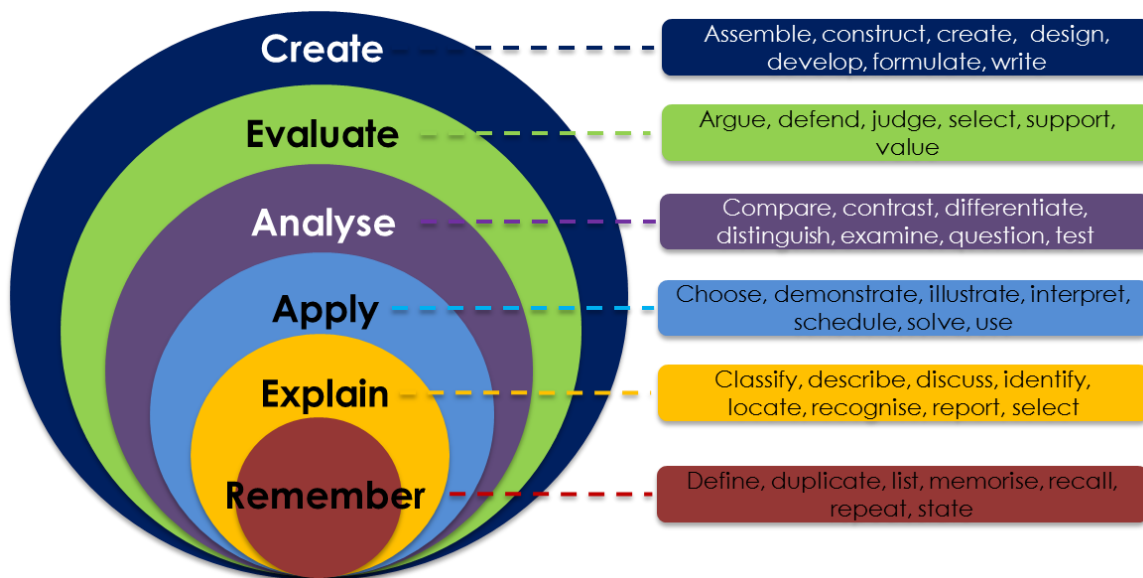 Create
Assemble, construct, create, design,
develop, formulate, write
Evaluate
Argue, defend, judge, select, support,
value
Analyse
Compare, contrast, differentiate,
distinguish, examine, question, test
Apply
Choose, demonstrate, illustrate, interpret,
schedule, solve, use
Explain
Classify, describe, discuss, identify,
locate, recognise, report, select
Remember
Define, duplicate, list, memorise, recall,
repeat, state